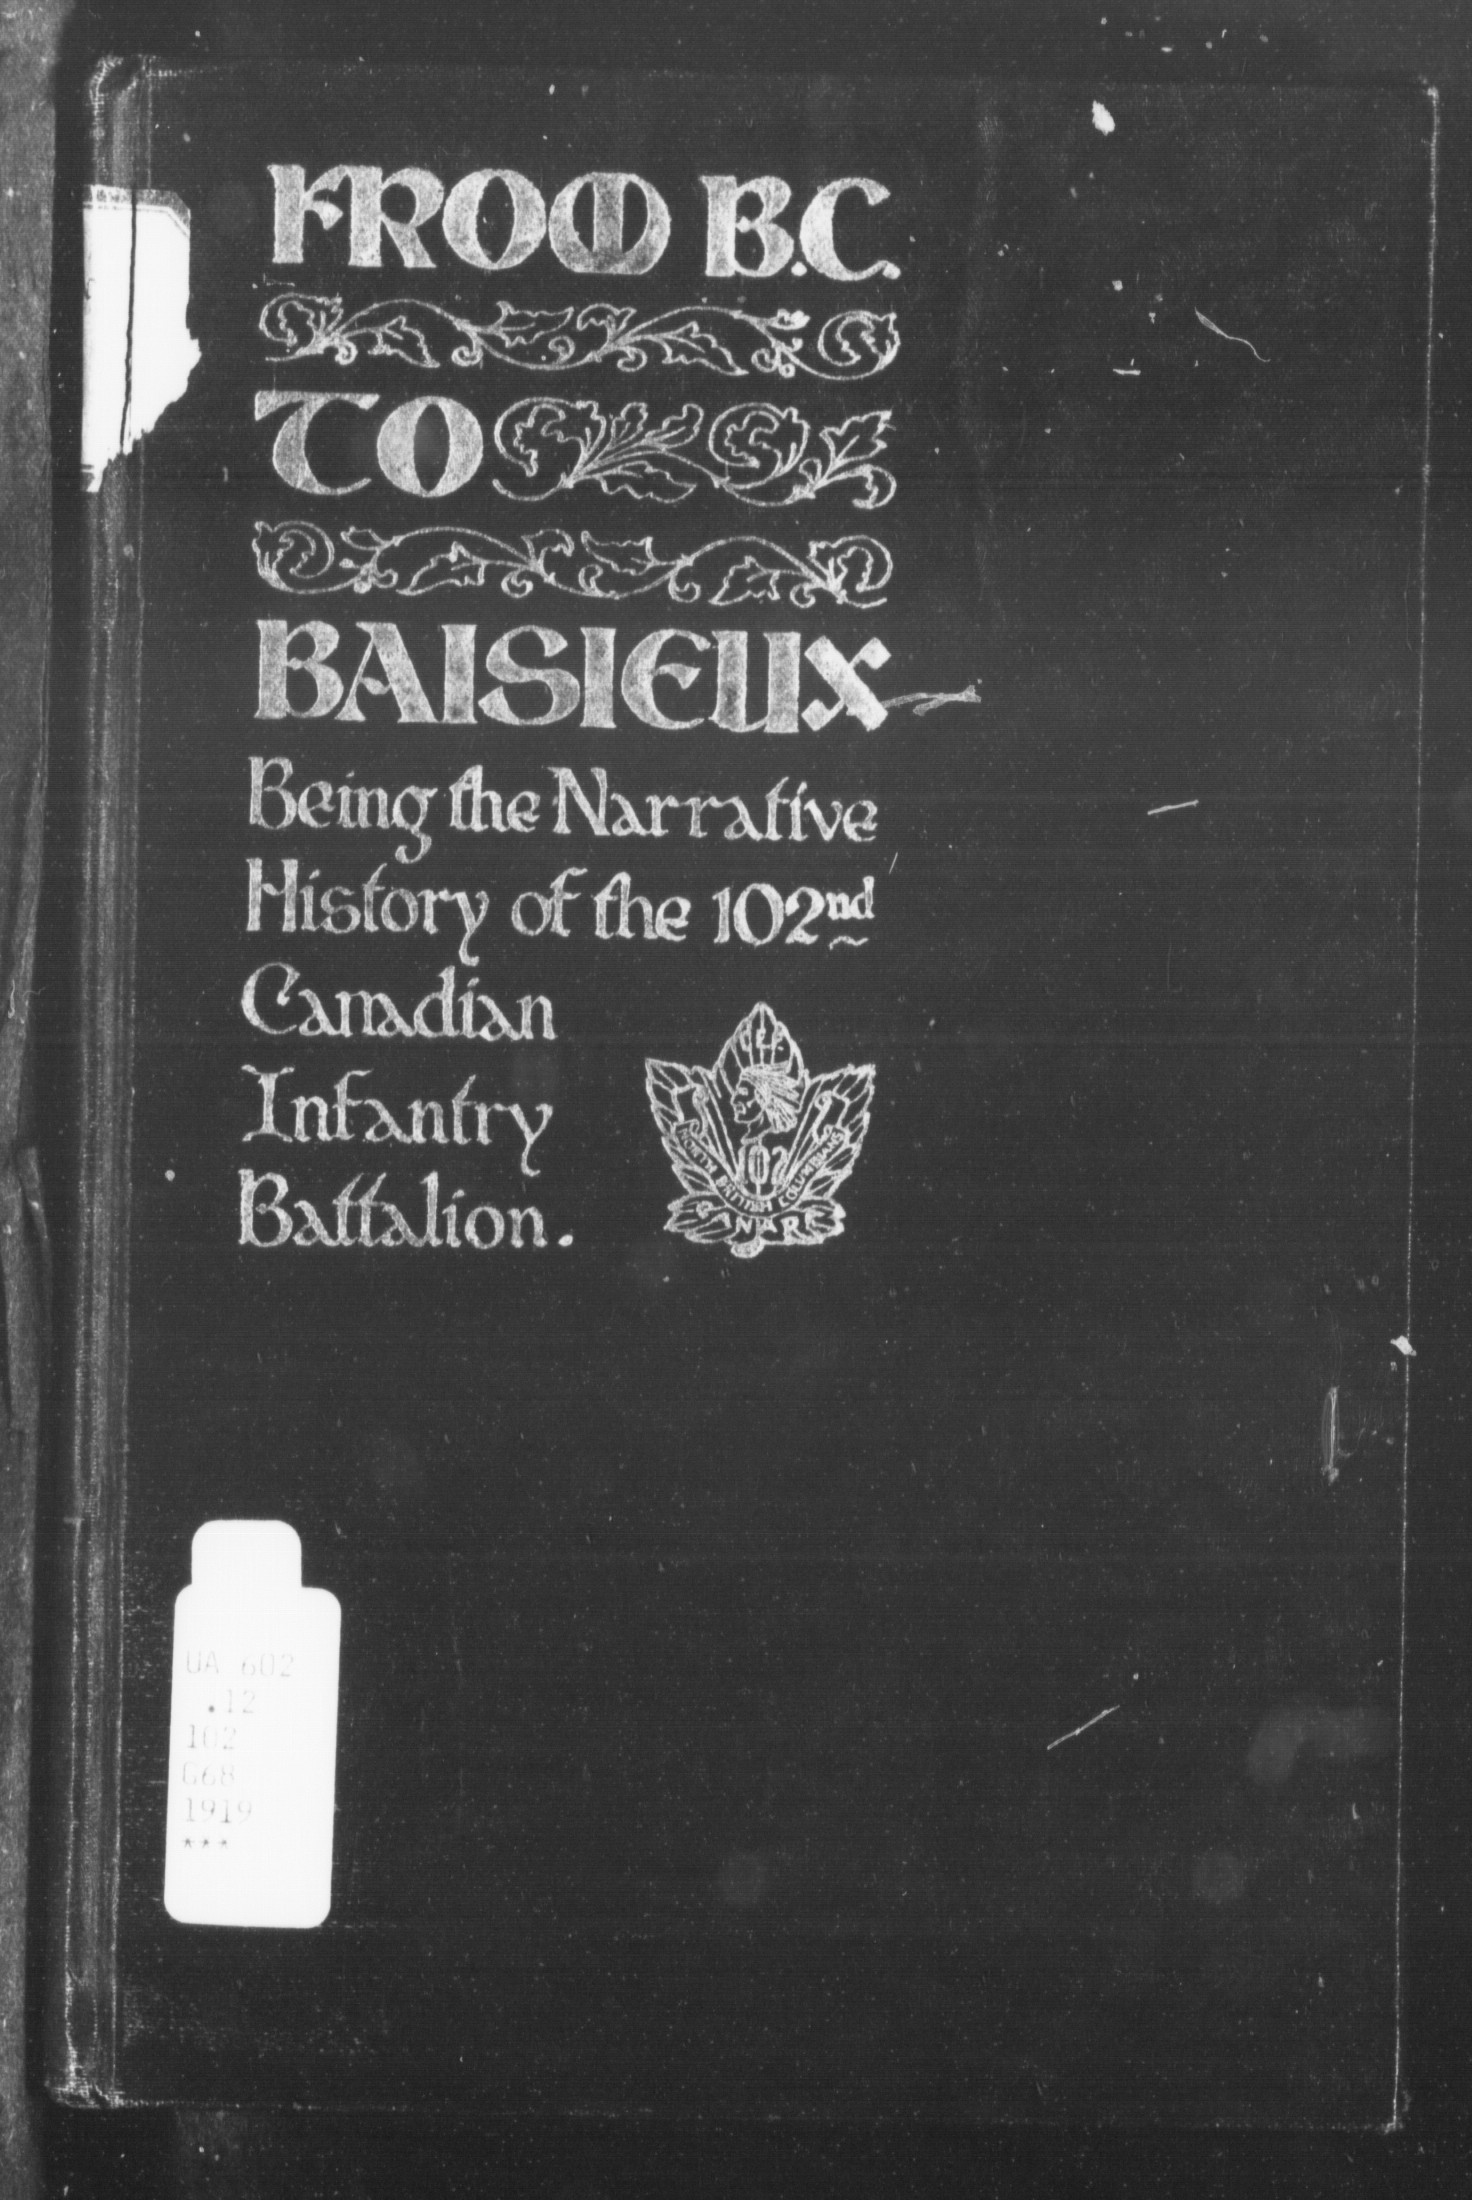 FROM B.C.
TO
BAISIEUX
Being the Narrative
History of the 102nd
Canadian
Infantry
Battalion.
C.E.F.
102
NORTH BRITISH COLUMBIANS
CANADA
UA 602
.12
102
G68
1919
***